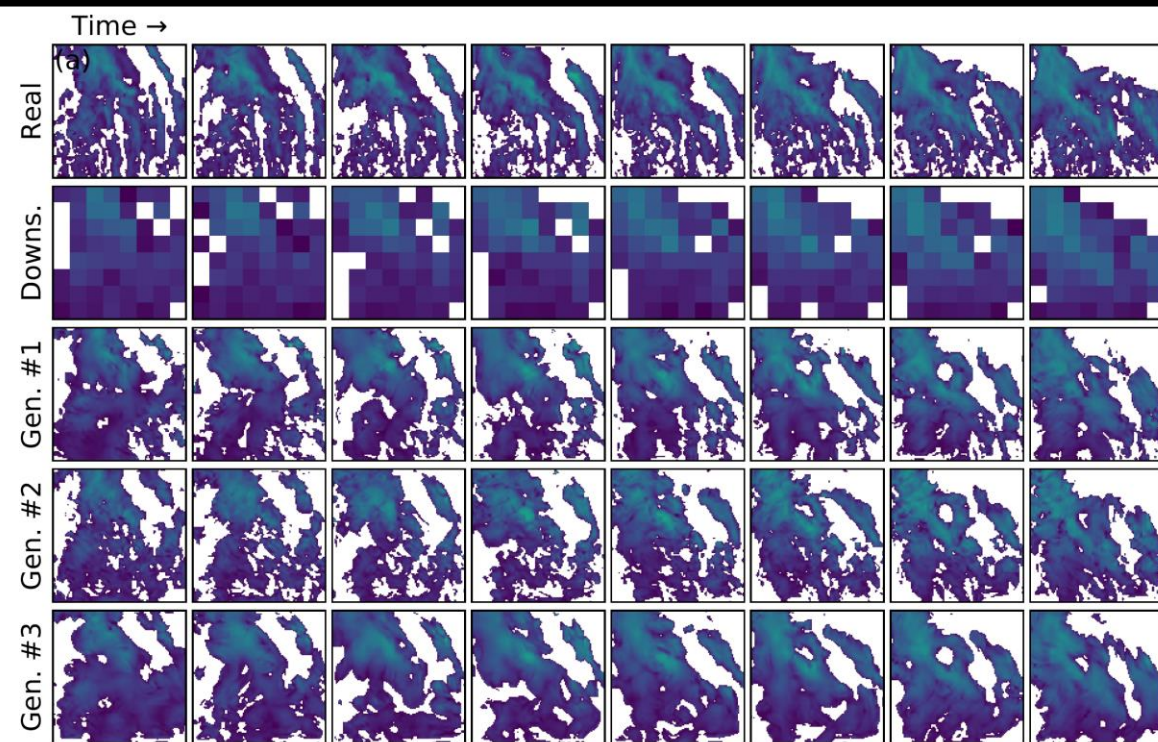 Time →
(a)
Real
Downs.
Gen. #1
Gen. #2
Gen. #3